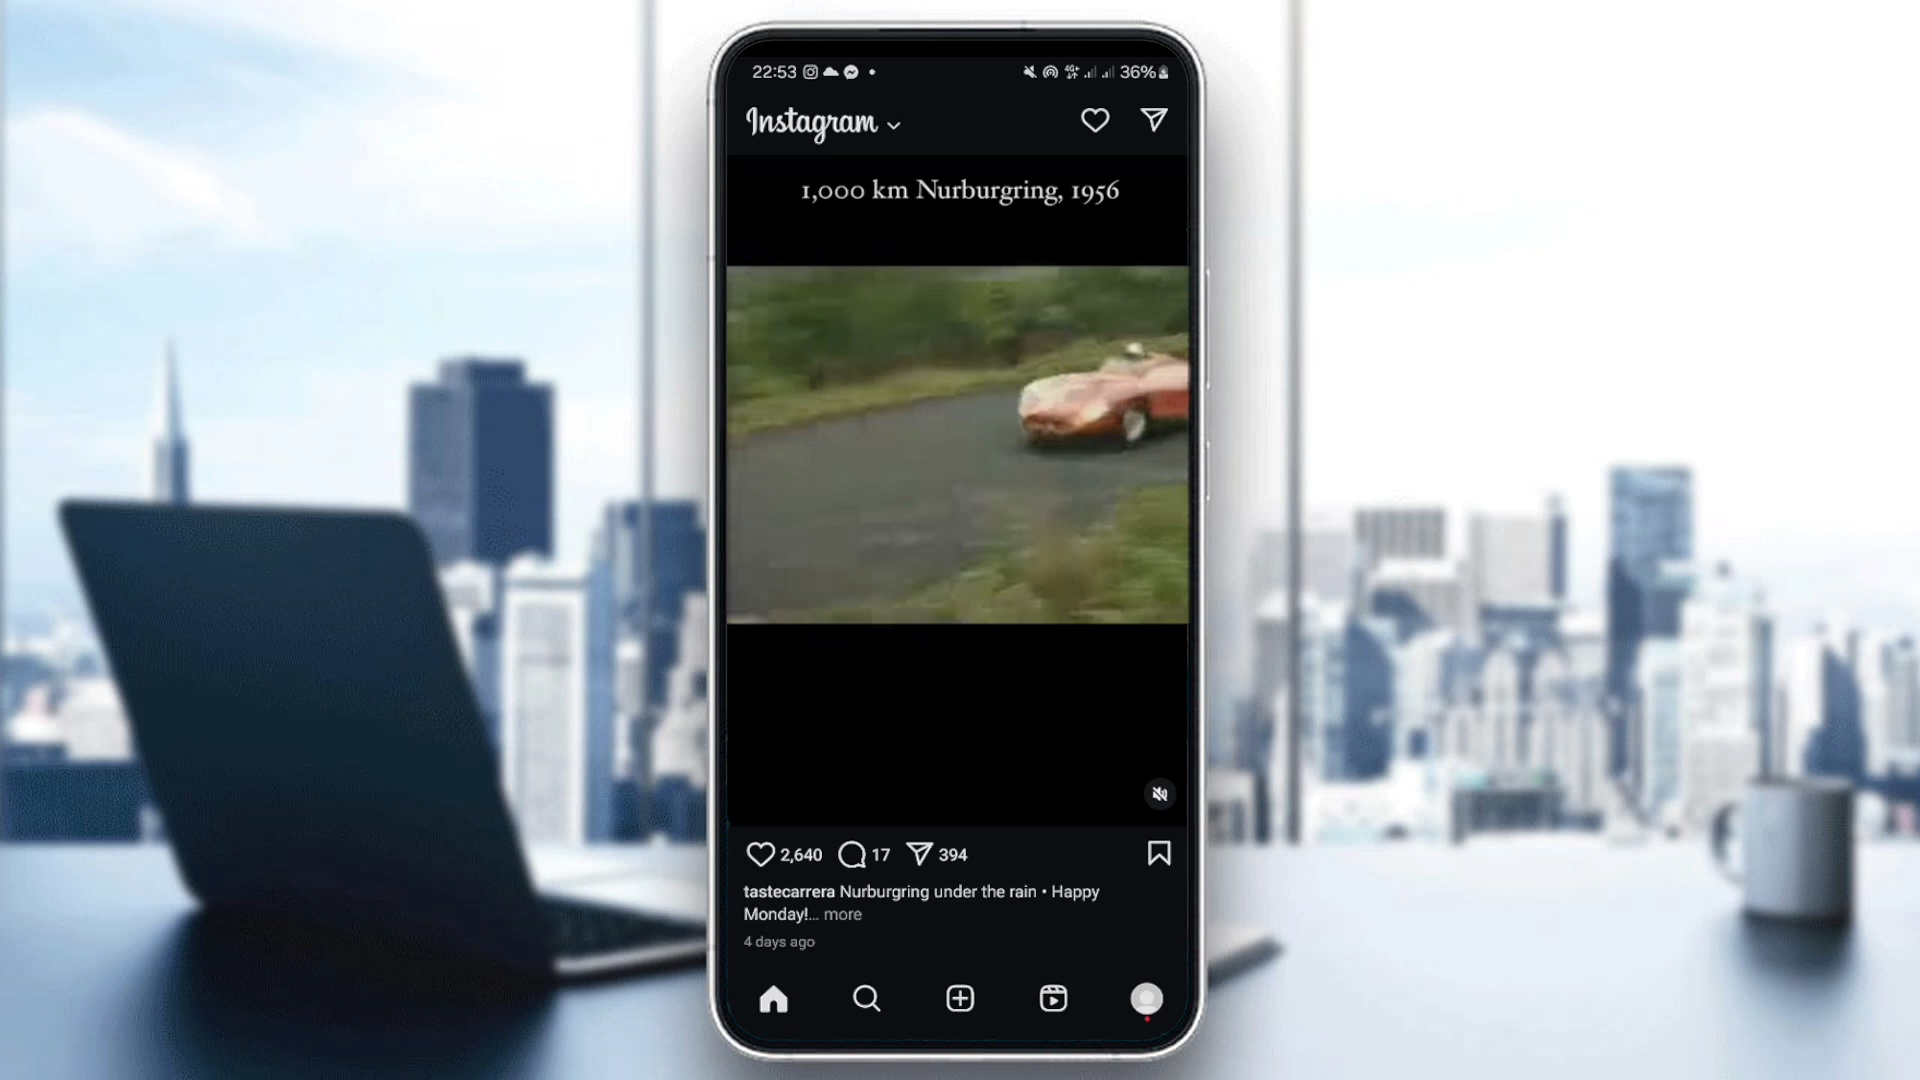 22:53
4G+
36%
Instagram
1,000 km Nurburgring, 1956
2,640 17 394
tastecarrera Nurburgring under the rain • Happy
Monday!... more
4 days ago